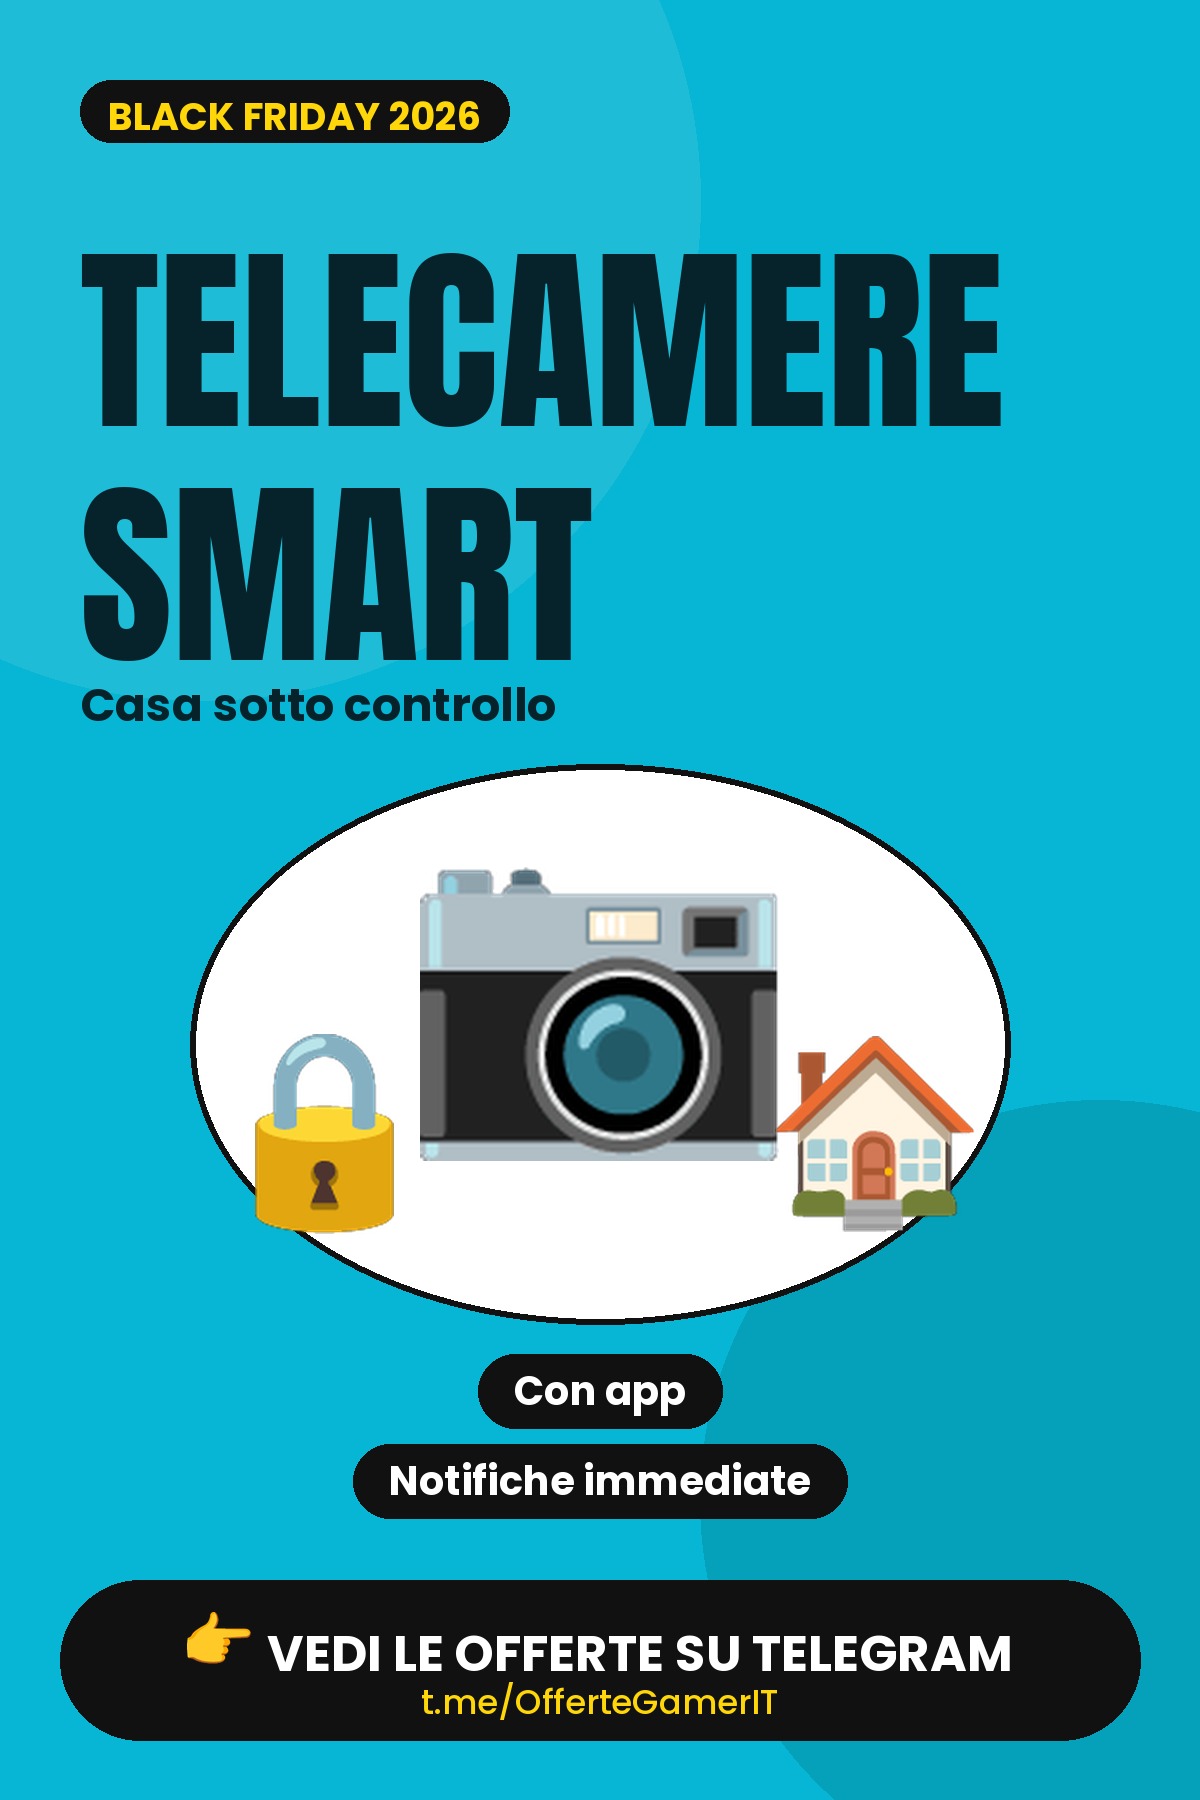 BLACK FRIDAY 2026
TELECAMERE
SMART
Casa sotto controllo
Con app
Notifiche immediate
VEDI LE OFFERTE SU TELEGRAM
t.me/OfferteGamerIT